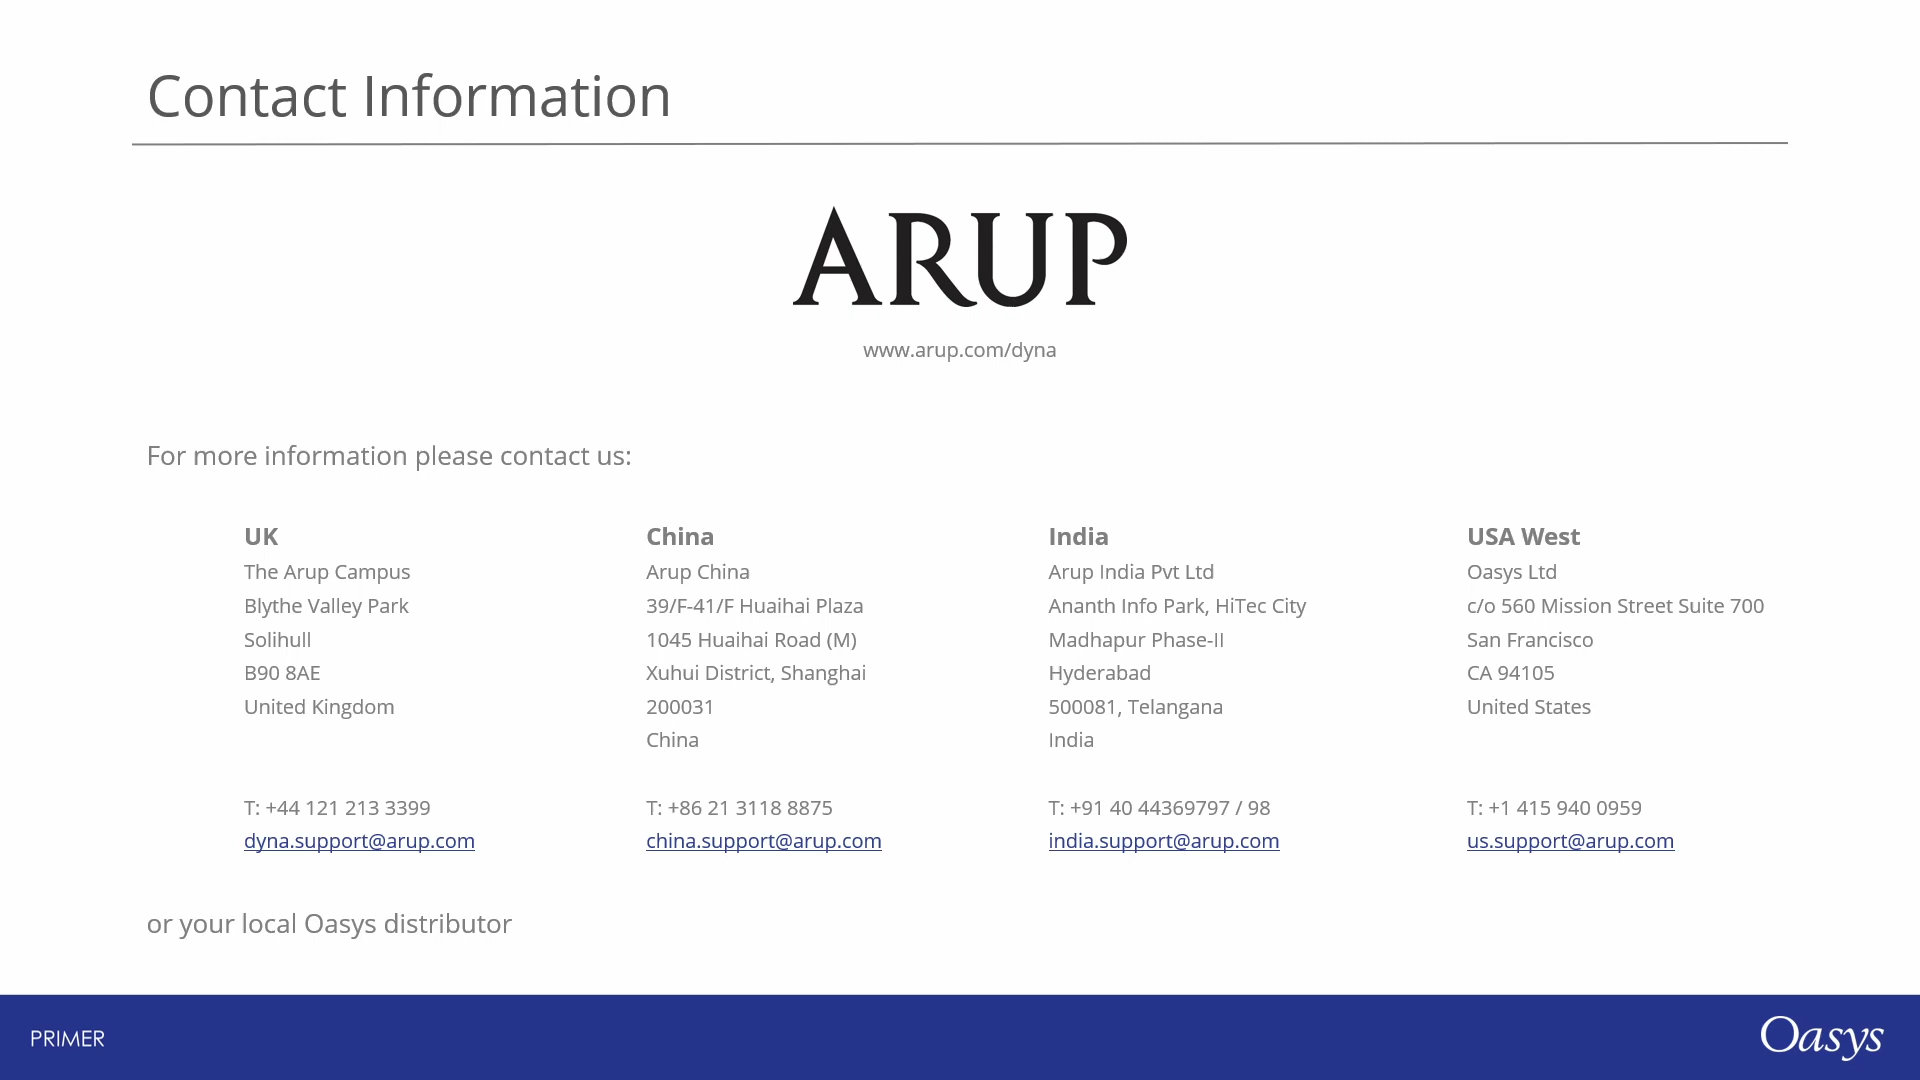 Contact Information
ARUP
www.arup.com/dyna
For more information please contact us:
UK
The Arup Campus
Blythe Valley Park
Solihull
B90 8AE
United Kingdom
T: +44 121 213 3399
dyna.support@arup.com
China
Arup China
39/F-41/F Huaihai Plaza
1045 Huaihai Road (M)
Xuhui District, Shanghai
200031
China
T: +86 21 3118 8875
china.support@arup.com
India
Arup India Pvt Ltd
Ananth Info Park, HiTec City
Madhapur Phase-II
Hyderabad
500081, Telangana
India
T: +91 40 44369797 / 98
india.support@arup.com
USA West
Oasys Ltd
c/o 560 Mission Street Suite 700
San Francisco
CA 94105
United States
T: +1 415 940 0959
us.support@arup.com
or your local Oasys distributor
PRIMER
Oasys